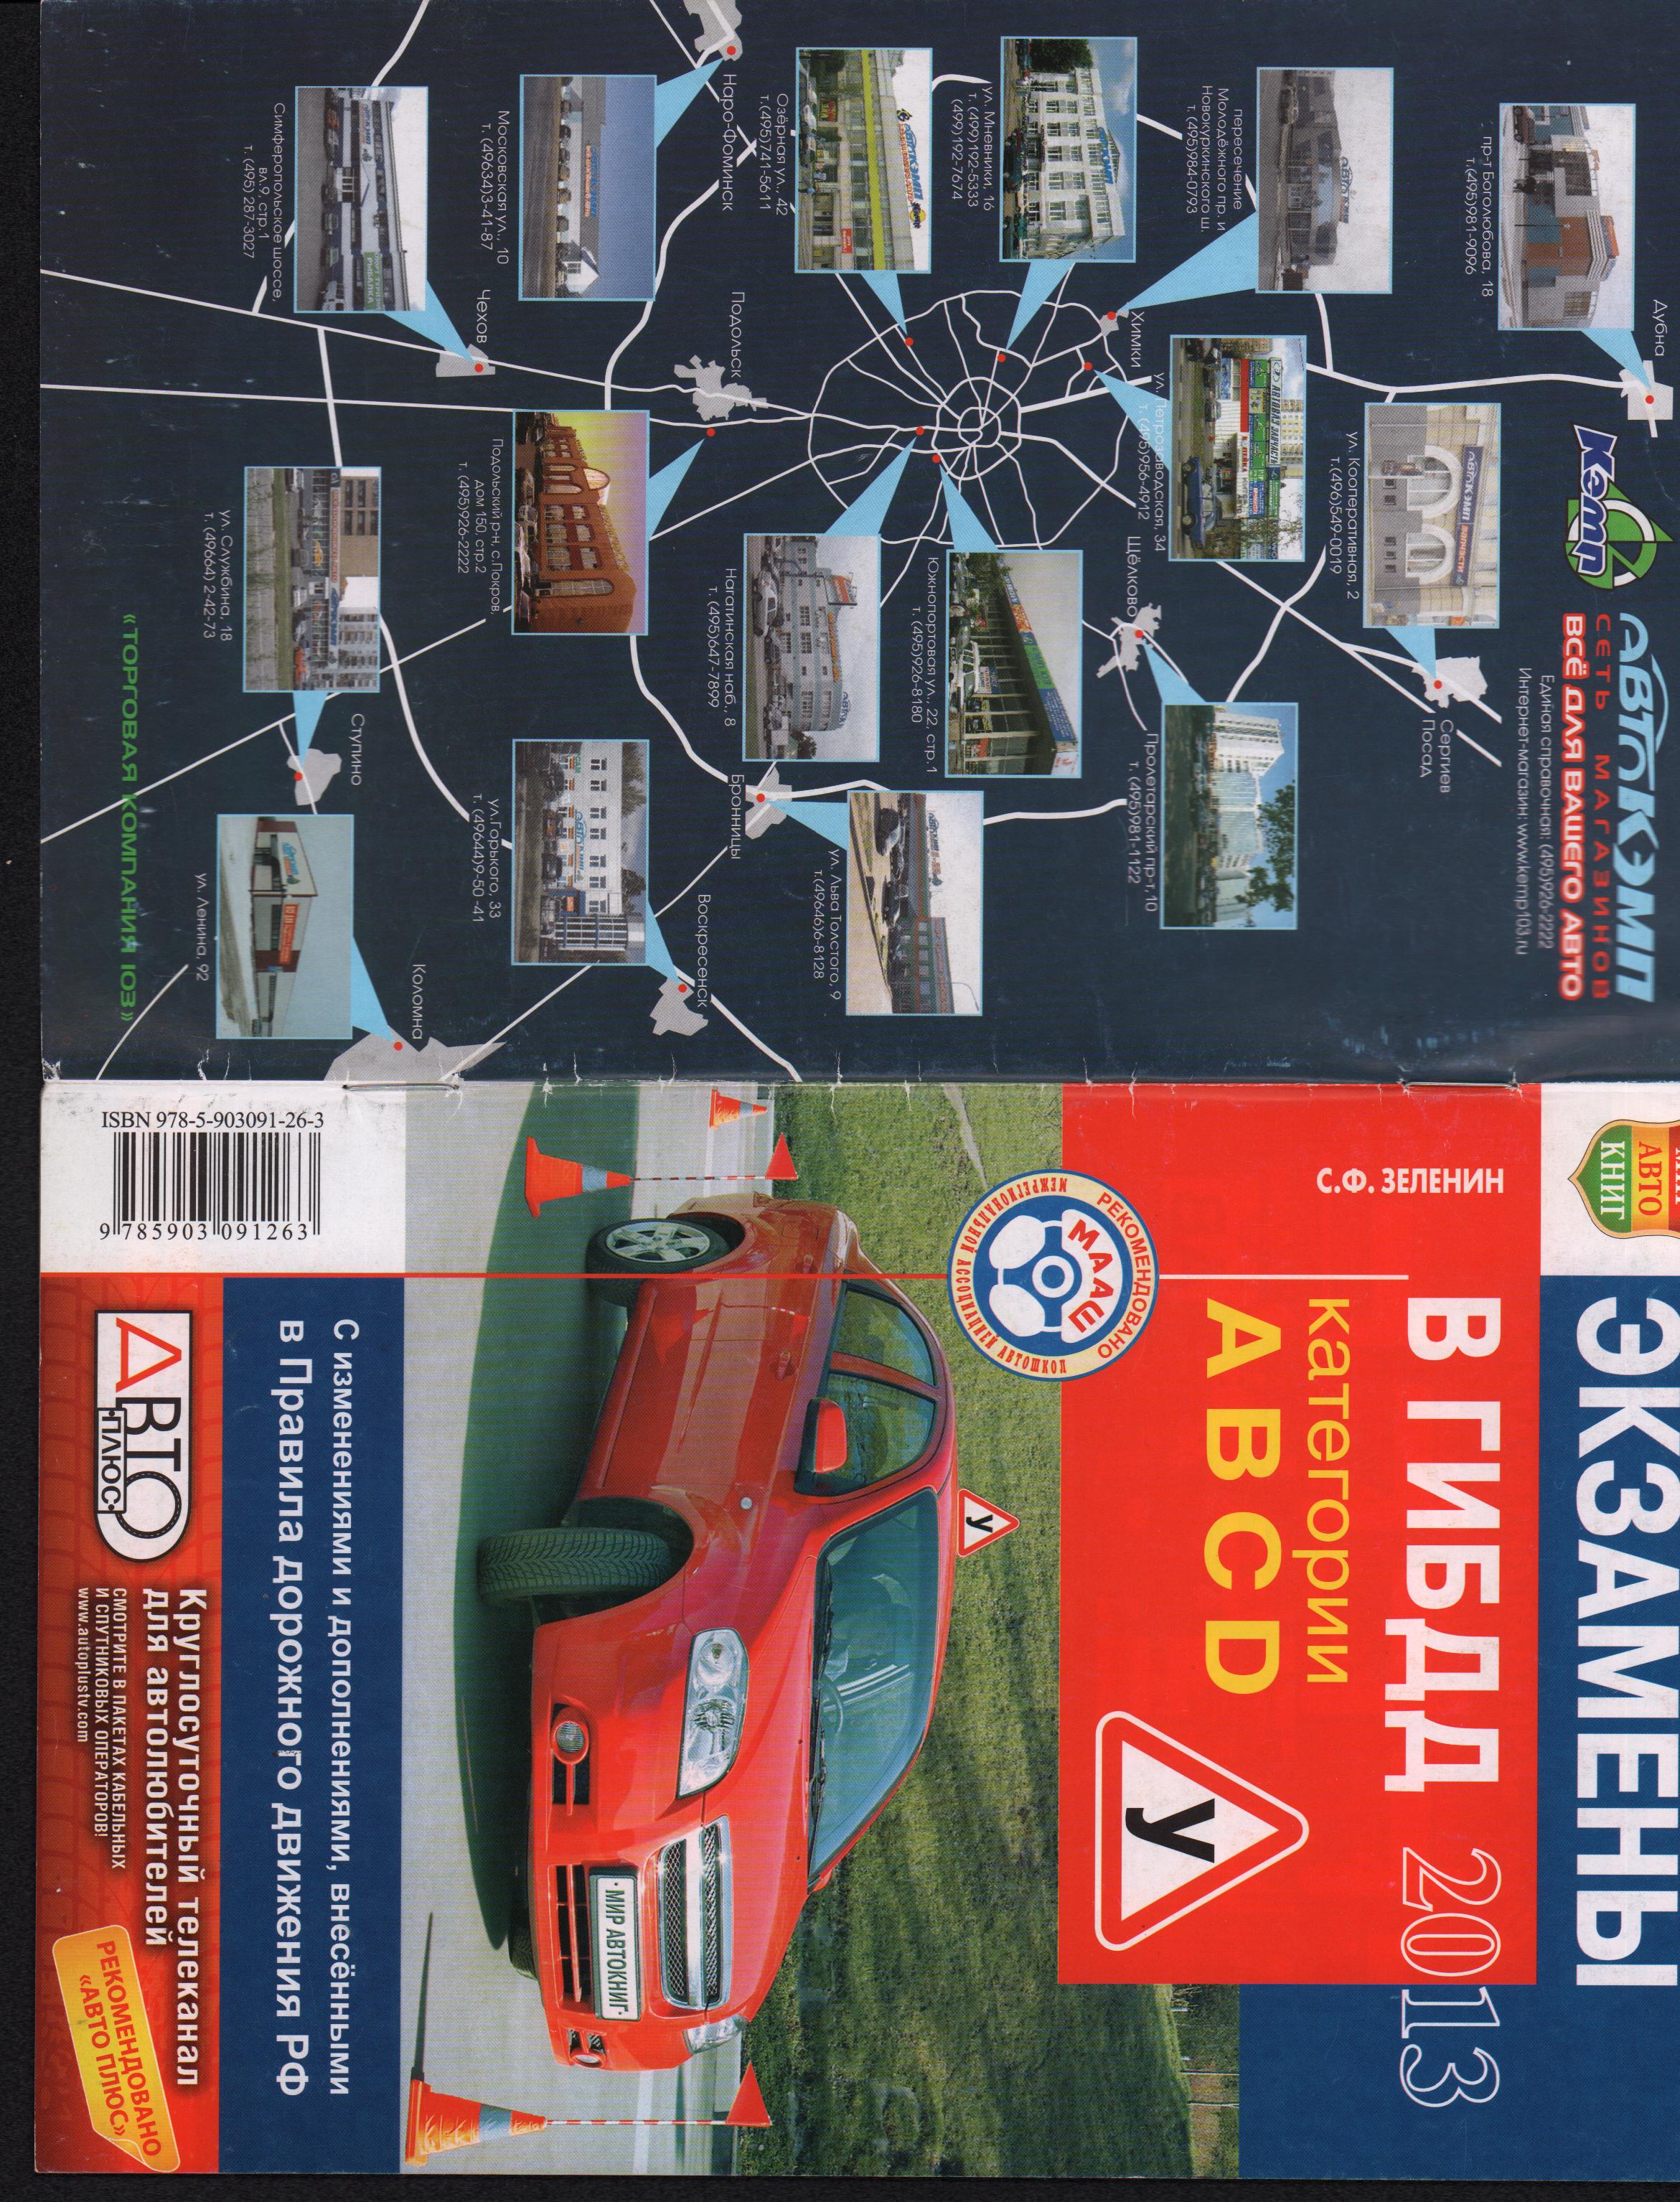 АВТОКЭМП
СЕТЬ МАГАЗИНОВ
ВСЁ ДЛЯ ВАШЕГО АВТО
Единая справочная: (495)926-2222
Интернет-магазин: www.kemp103.ru
Кэмп
Дубна
пр-т Боголюбова, 18
т.(495)981-9096
Сергиев
Посад
ул. Кооперативная, 2
т.(496)549-0019
пересечение
Молодёжного пр. и
Новокуркинского ш.
т.(495)984-0793
Химки
ул. Петрозаводская, 34
т.(495)956-4912
Щёлково
Пролетарский пр-т, 10
т. (495)981-1122
ул. Мневники, 16
т. (499)192-5333
(499)192-7674
Южнопортовая ул., 22, стр.1
т. (495)926-8180
Озёрная ул., 42
т.(495)741-5611
Нагатинская наб., 8
т. (495)647-7899
ул. Льва Толстого, 9
т.(49646)6-8128
Наро-Фоминск
Подольск
Бронницы
Воскресенск
Московская ул., 10
т.(49634)3-41-87
Подольский р-н, с.Покров,
дом 150, стр.2
т.(495)926-2222
ул.Горького, 33
т. (49644)9-50 -41
Чехов
Симферопольское шоссе,
вл.9, стр.1
т. (495) 287-3027
Ступино
ул. Службина, 18
т. (49664) 2-42-73
Коломна
ул. Ленина, 92
«ТОРГОВАЯ КОМПАНИЯ ЮЗ»
АВТО
КНИГ
ЭКЗАМЕНЫ
С.Ф. ЗЕЛЕНИН
В ГИБДД 2013
категории
A B C D
У
РЕКОМЕНДОВАНО
МААШ
МЕЖРЕГИОНАЛЬНОЙ АССОЦИАЦИЕЙ АВТОШКОЛ
У
·МИР АВТОКНИГ·
С изменениями и дополнениями, внесёнными
в Правила дорожного движения РФ
ISBN 978-5-903091-26-3
9 785903 091263
АВТО
·ПЛЮС·
Круглосуточный телеканал
для автолюбителей
СМОТРИТЕ В ПАКЕТАХ КАБЕЛЬНЫХ
И СПУТНИКОВЫХ ОПЕРАТОРОВ!
www.autoplustv.com
РЕКОМЕНДОВАНО
«АВТО ПЛЮС»